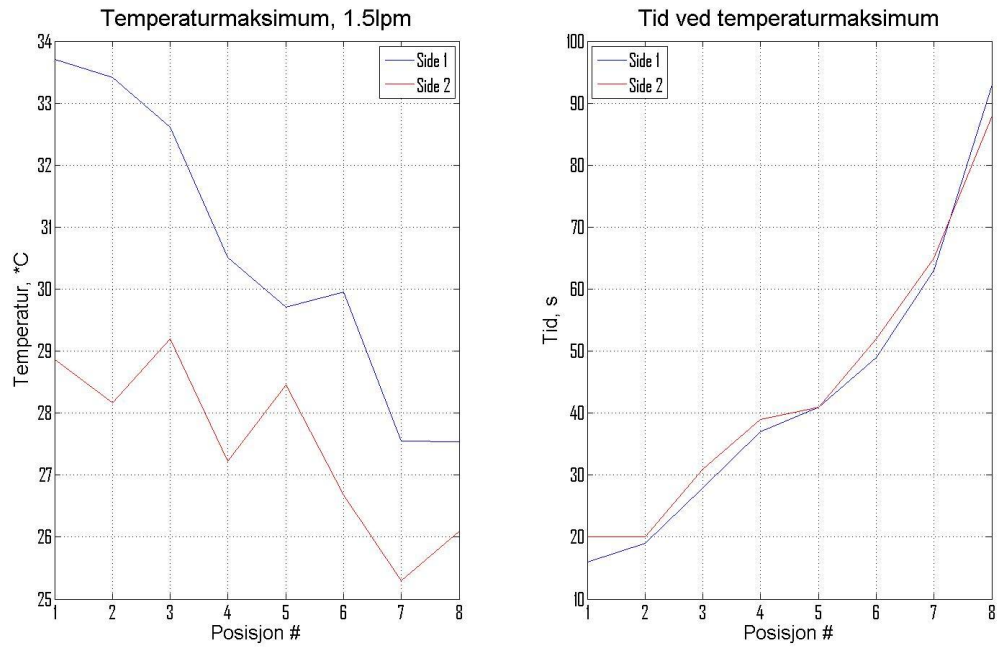 Temperaturmaksimum, 1.5lpm
Side 1
Side 2
34
33
32
31
30
29
28
27
26
25
Temperatur, *C
1 2 3 4 5 6 7 8
Posisjon #
Tid ved temperaturmaksimum
Side 1
Side 2
100
90
80
70
60
50
40
30
20
10
Tid, s
1 2 3 4 5 6 7 8
Posisjon #